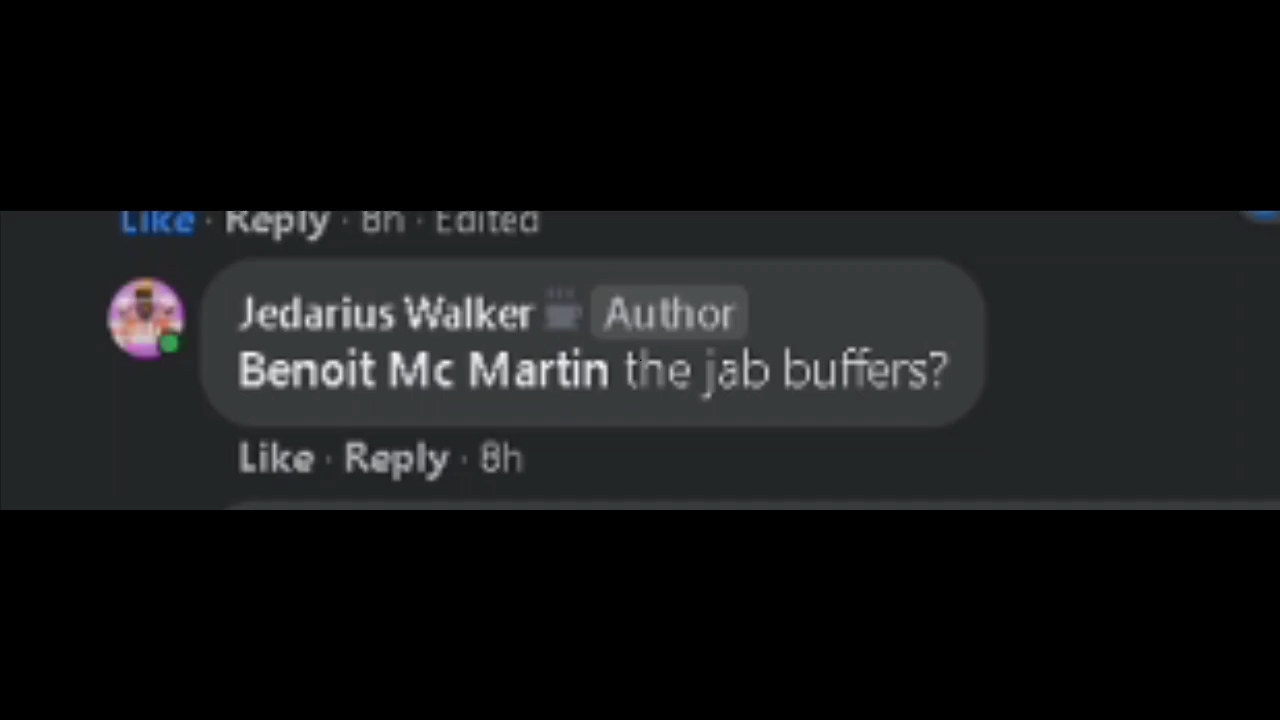 Like · Reply · 8h · Edited
Jedarius Walker Author
Benoit Mc Martin the jab buffers?
Like · Reply · 8h